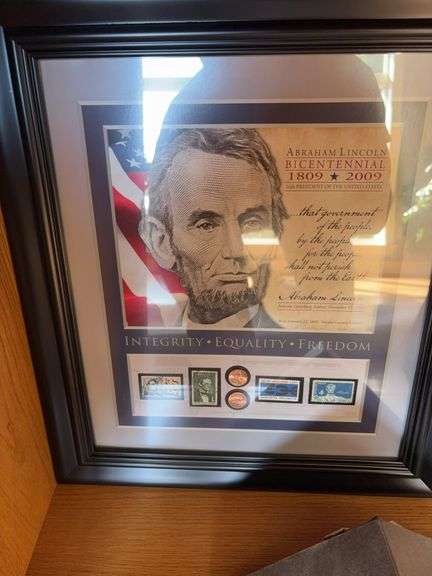 ABRAHAM LINCOLN
BICENTENNIAL
1809 ★ 2009
16th PRESIDENT OF THE UNITED STATES
...that government
of the people,
by the people,
for the people,
shall not perish
from the Earth.
Abraham Linco
INTEGRITY • EQUALITY • FREEDOM